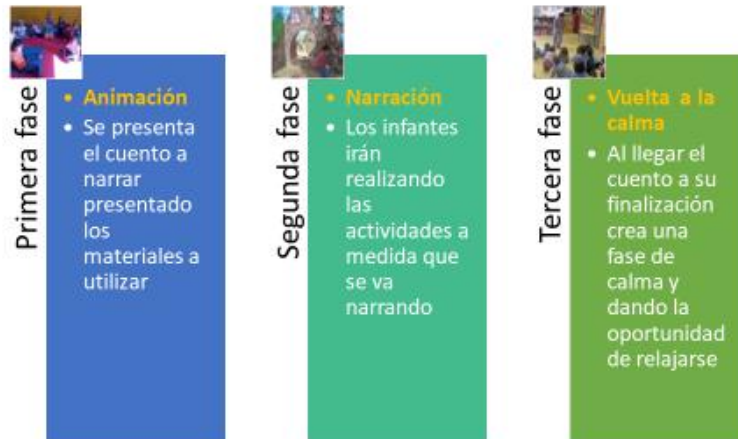 Primera fase
• Animación
• Se presenta
el cuento a
narrar
presentado
los
materiales a
utilizar
Segunda fase
• Narración
• Los infantes
irán
realizando
las
actividades a
medida que
se va
narrando
Tercera fase
• Vuelta a la
calma
• Al llegar el
cuento a su
finalización
crea una
fase de
calma y
dando la
oportunidad
de relajarse